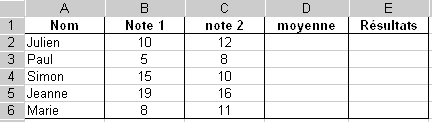 A B C D E
1 Nom Note 1 note 2 moyenne Résultats
2 Julien 10 12
3 Paul 5 8
4 Simon 15 10
5 Jeanne 19 16
6 Marie 8 11